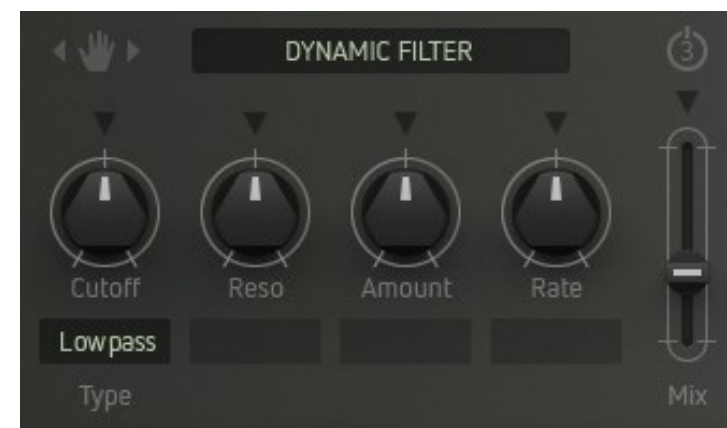 DYNAMIC FILTER
3
Cutoff
Reso
Amount
Rate
Lowpass
Type
Mix